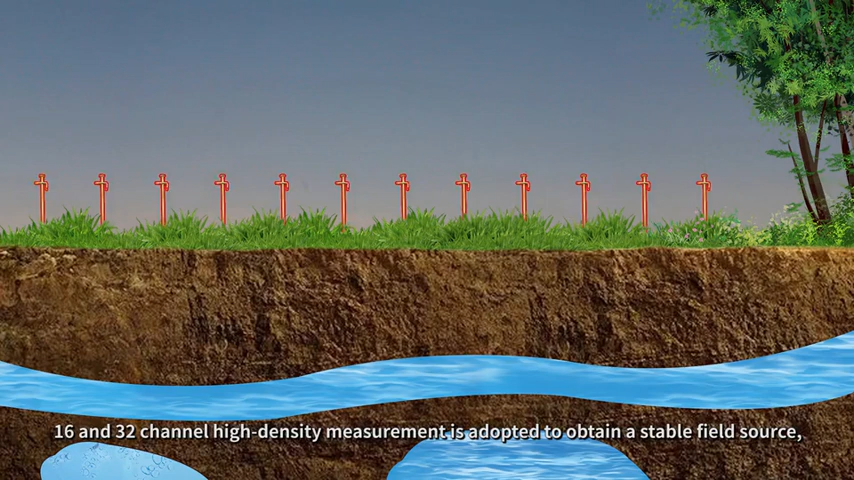 16 and 32 channel high-density measurement is adopted to obtain a stable field source,